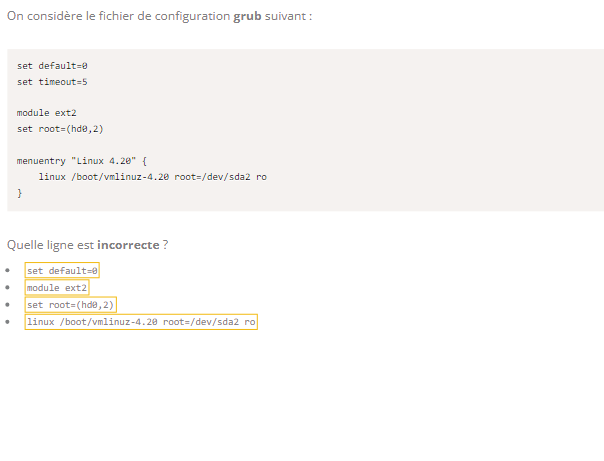 On considère le fichier de configuration grub suivant :
set default=0
set timeout=5
module ext2
set root=(hd0,2)
menuentry "Linux 4.20" {
linux /boot/vmlinuz-4.20 root=/dev/sda2 ro
}
Quelle ligne est incorrecte ?
• set default=0
• module ext2
• set root=(hd0,2)
• linux /boot/vmlinuz-4.20 root=/dev/sda2 ro